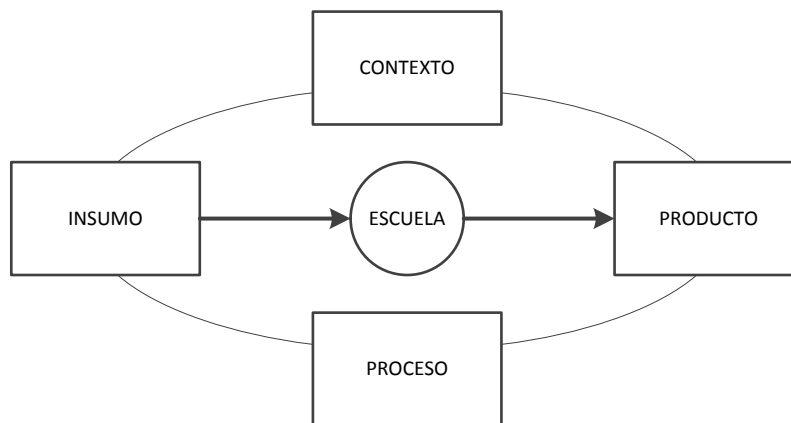 CONTEXTO
INSUMO
ESCUELA
PRODUCTO
PROCESO